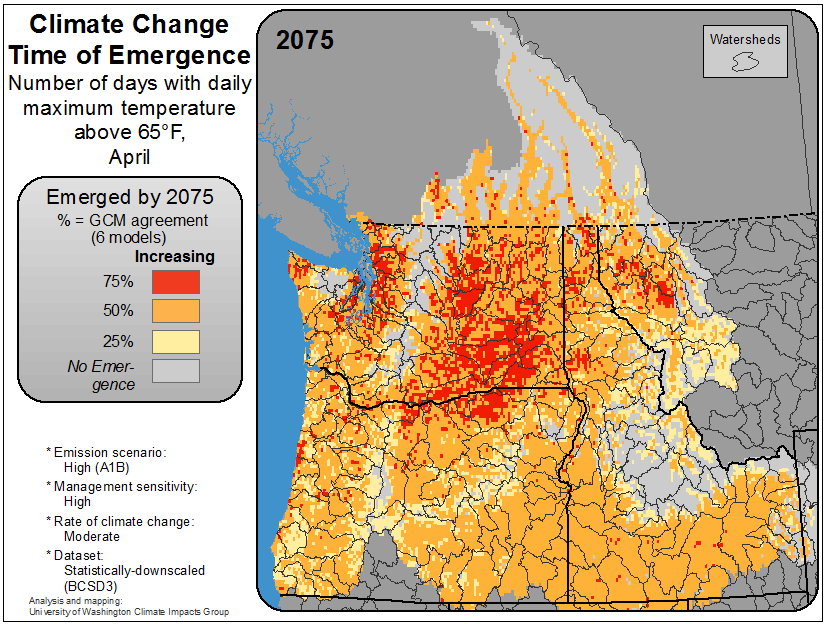 Climate Change
Time of Emergence
Number of days with daily
maximum temperature
above 65°F,
April
Emerged by 2075
% = GCM agreement
(6 models)
Increasing
75%
50%
25%
No Emer-
gence
* Emission scenario:
High (A1B)
* Management sensitivity:
High
* Rate of climate change:
Moderate
* Dataset:
Statistically-downscaled
(BCSD3)
Analysis and mapping:
University of Washington Climate Impacts Group
2075
Watersheds